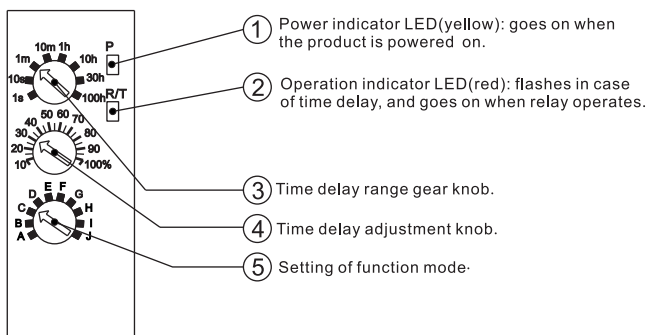 10m 1h
1m 10h P
10s 30h
1s 100h R/T
50 60
40 70
30 80
20 90
10 100%
E F
D G
C H
B I
A J
1 Power indicator LED(yellow): goes on when
the product is powered on.
2 Operation indicator LED(red): flashes in case
of time delay, and goes on when relay operates.
3 Time delay range gear knob.
4 Time delay adjustment knob.
5 Setting of function mode·